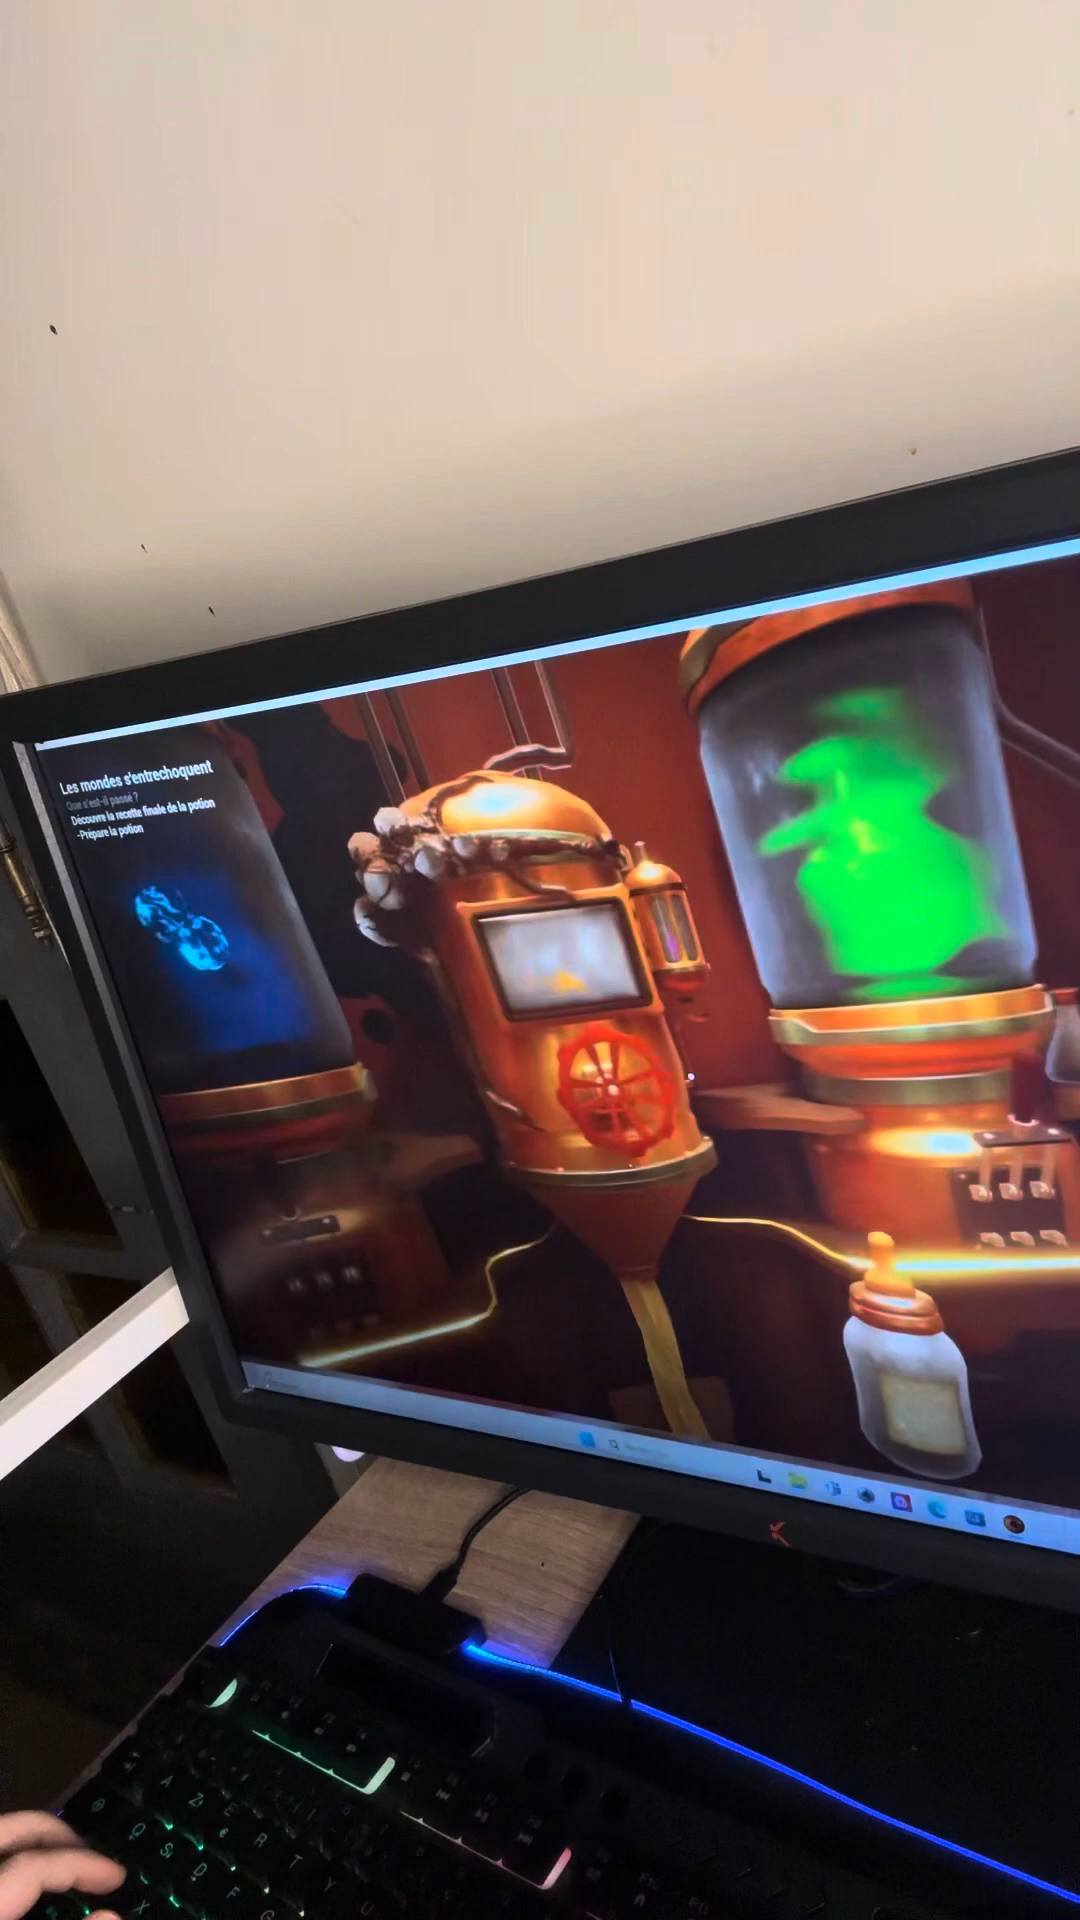 Les mondes s'entrechoquent
Que s'est-il passé ?
Découvre la recette finale de la potion
-Prépare la potion
A
Z
E
R
T
Y
U
Q
S
D
F
G
X